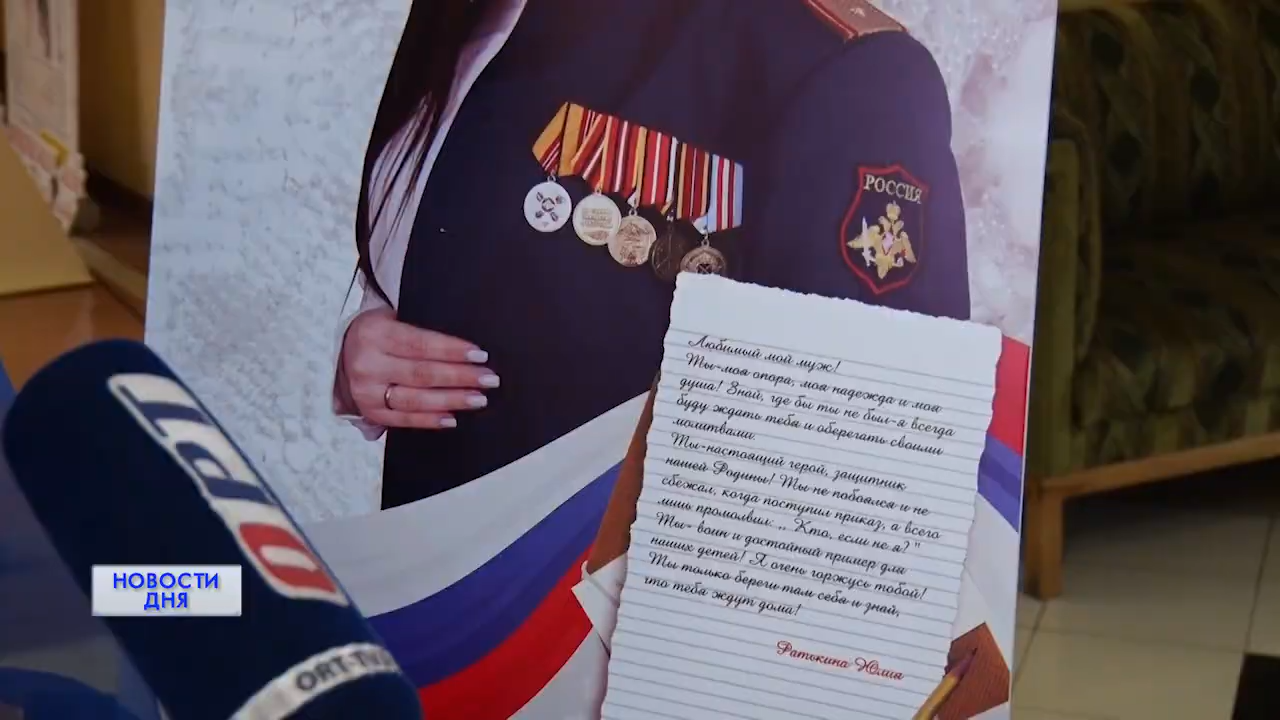 РОССИЯ
Любимый мой муж!
Ты-моя опора, моя надежда и моя
душа! Знай, где бы ты не был-я всегда
буду ждать тебя и оберегать своими
молитвами.
Ты-настоящий герой, защитник
нашей Родины! Ты не побоялся и не
сбежал, когда поступил приказ, а всего
лишь промолвил: ,, Кто, если не я? "
Ты- воин и достойный пример для
наших детей! Я очень горжусь тобой!
Ты только береги там себя и знай,
что тебя ждут дома!
Ратькина Юлия
ОРТ
ORT-TV
НОВОСТИ
ДНЯ